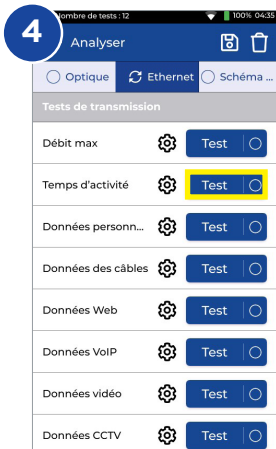 4
Nombre de tests : 12 100% 04:35
Analyser
Optique Ethernet Schéma ...
Tests de transmission
Débit max Test
Temps d’activité Test
Données personn... Test
Données des câbles Test
Données Web Test
Données VoIP Test
Données vidéo Test
Données CCTV Test